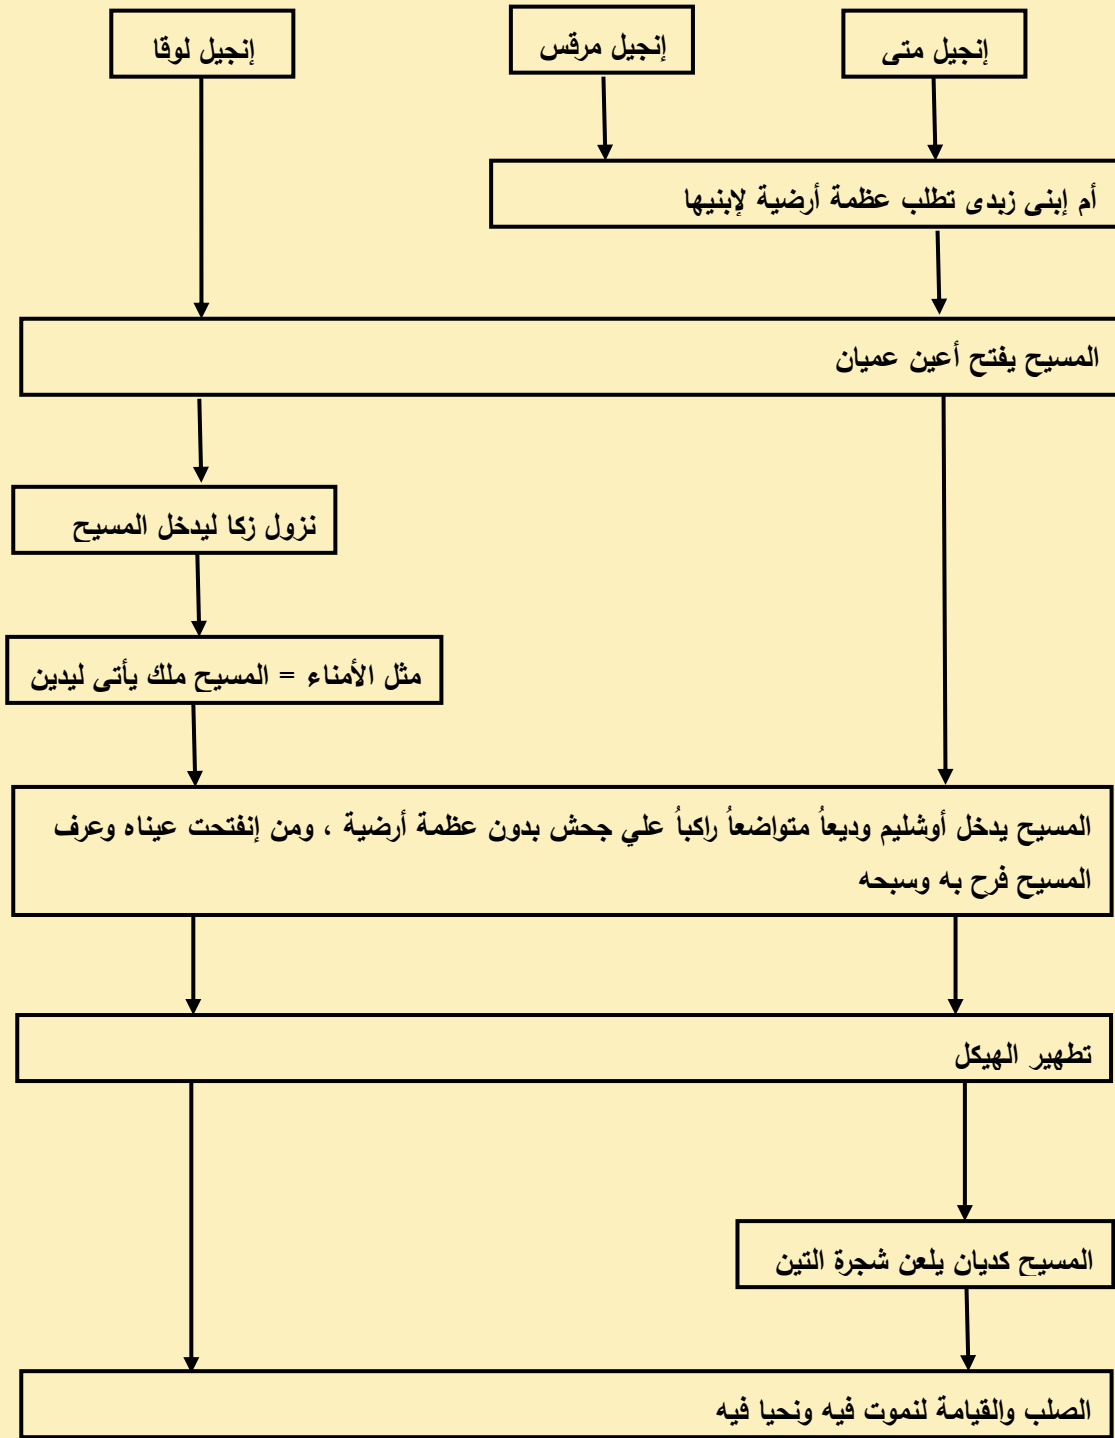 إنجيل متى
إنجيل مرقس
إنجيل لوقا
أم إبنى زبدى تطلب عظمة أرضية لإبنيها
المسيح يفتح أعين عميان
نزول زكا ليدخل المسيح
مثل الأمناء = المسيح ملك يأتى ليدين
المسيح يدخل أوشليم وديعاُ متواضعاُ راكباُ علي جحش بدون عظمة أرضية ، ومن إنفتحت عيناه وعرف
المسيح فرح به وسبحه
تطهير الهيكل
المسيح كديان يلعن شجرة التين
الصلب والقيامة لنموت فيه ونحيا فيه